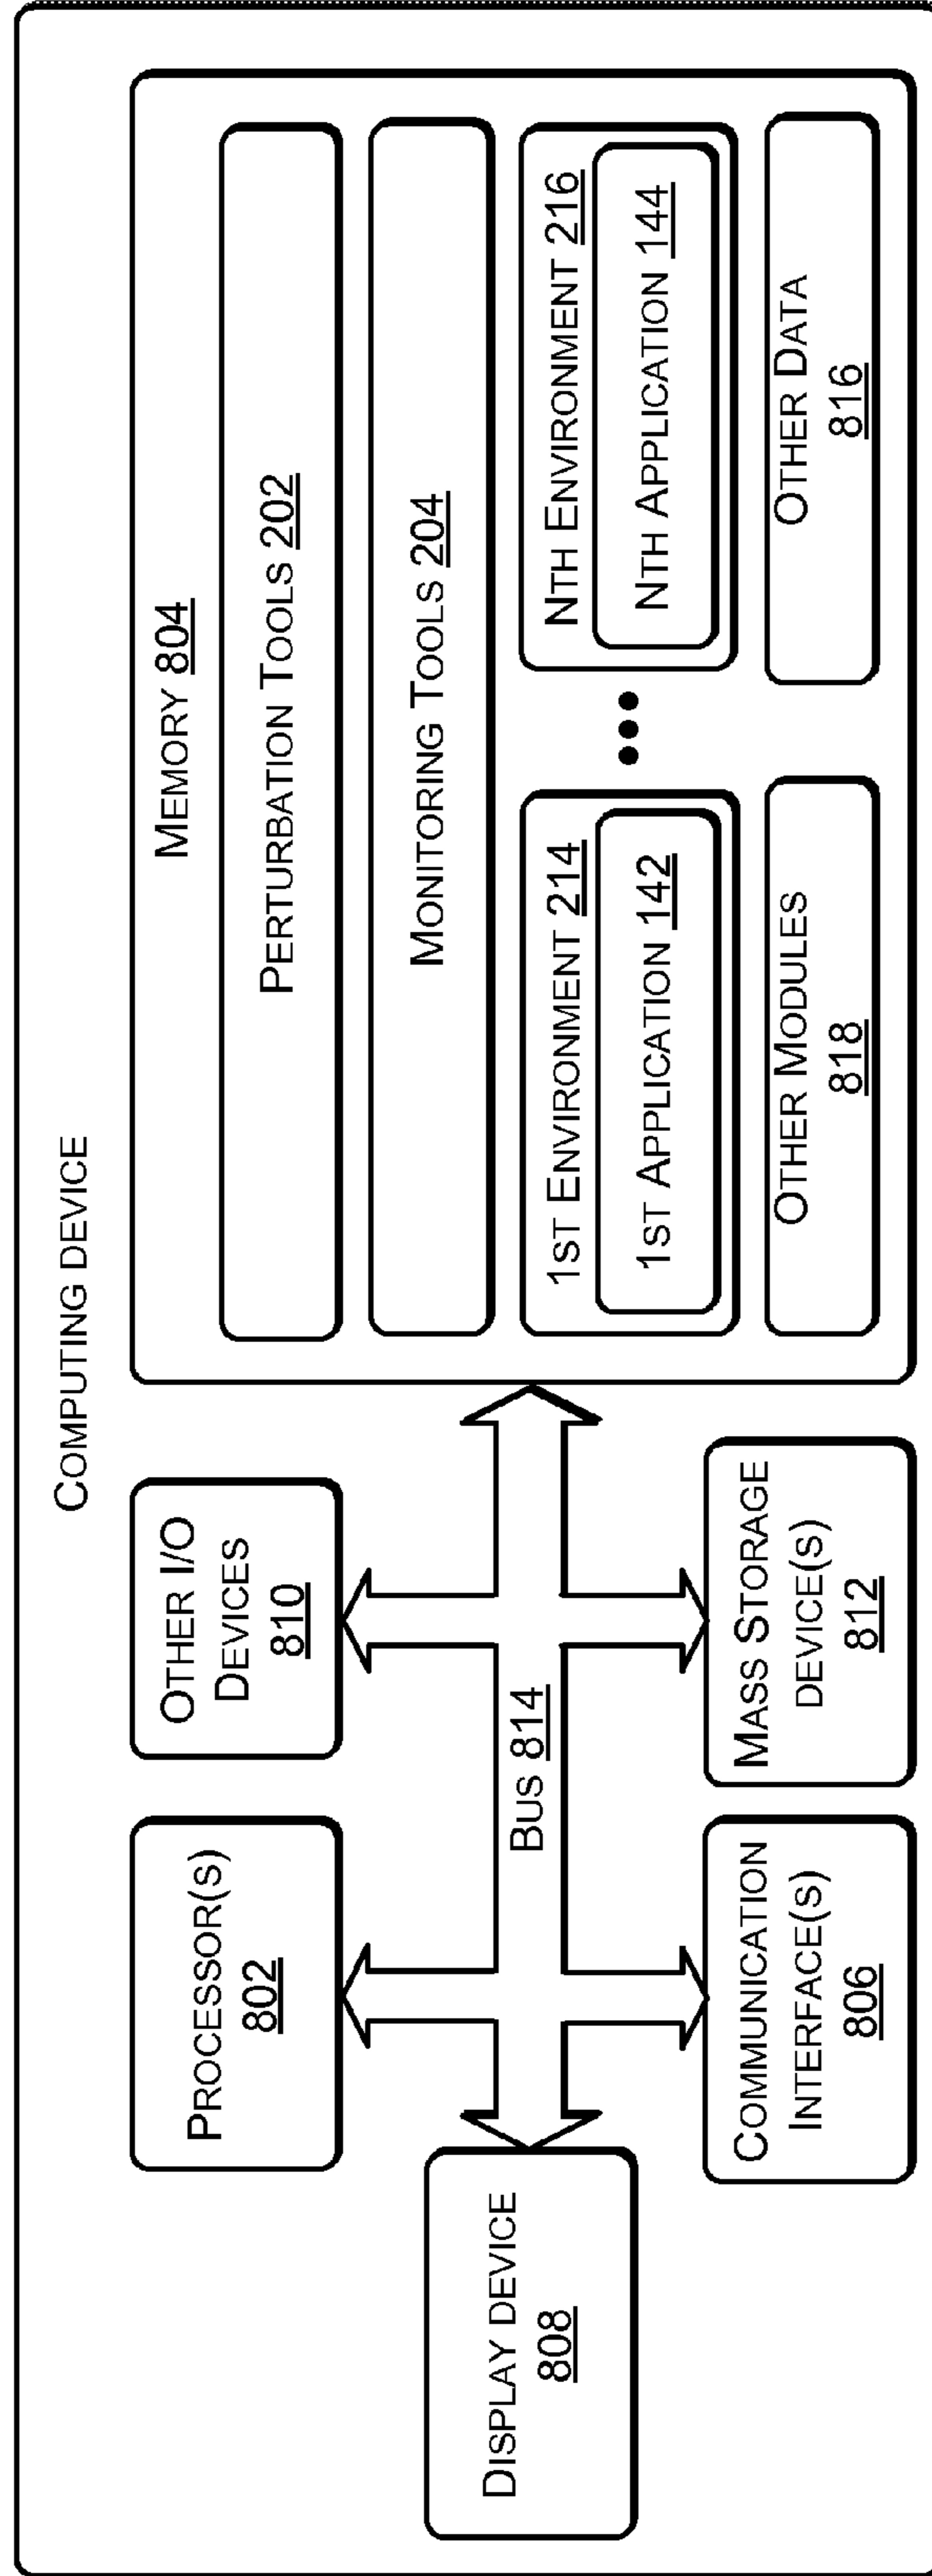 COMPUTING DEVICE
PROCESSOR(S)
802
OTHER I/O
DEVICES
810
DISPLAY DEVICE
808
BUS 814
COMMUNICATION
INTERFACE(S)
806
MASS STORAGE
DEVICE(S)
812
MEMORY 804
PERTURBATION TOOLS 202
MONITORING TOOLS 204
1ST ENVIRONMENT 214
1ST APPLICATION 142
NTH ENVIRONMENT 216
NTH APPLICATION 144
OTHER MODULES
818
OTHER DATA
816